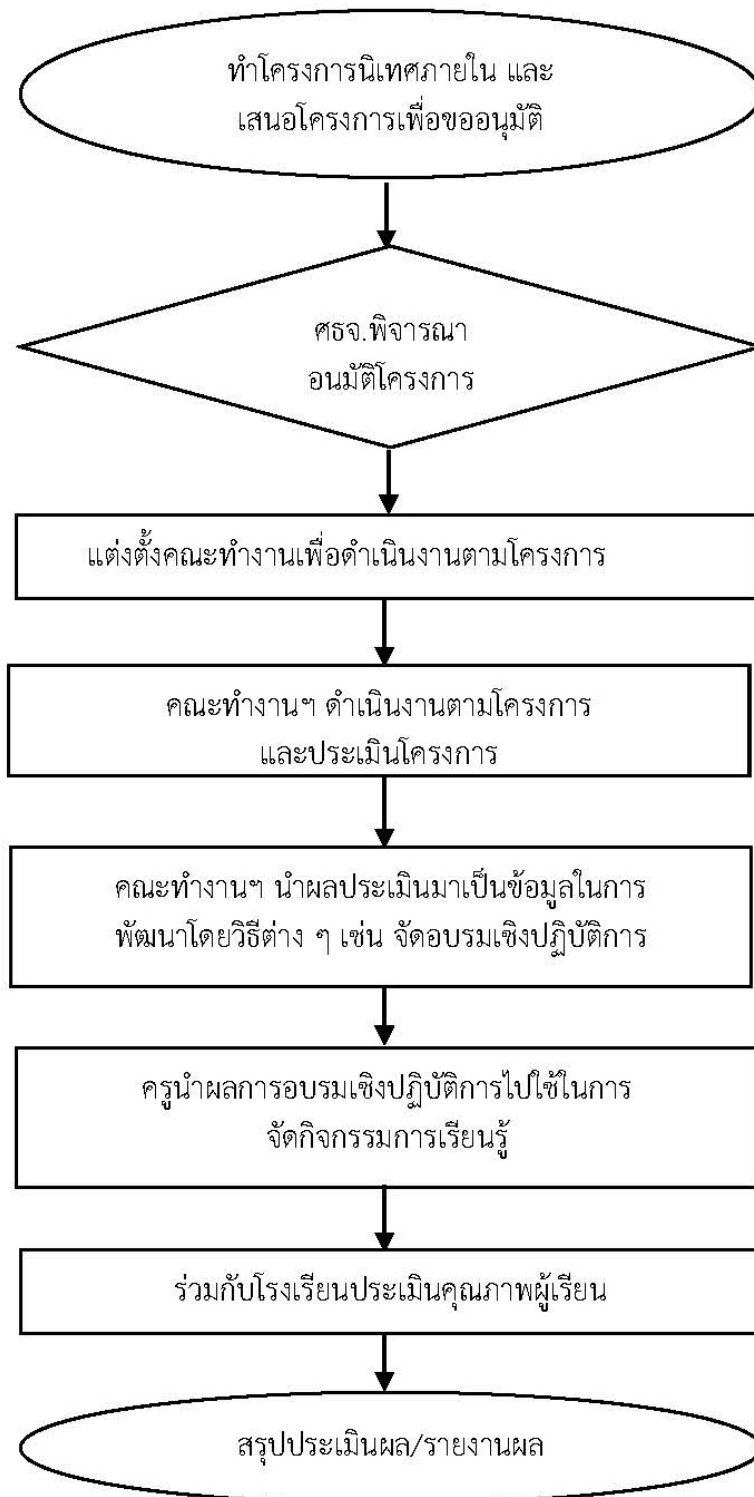 ทำโครงการนิเทศภายใน และ
เสนอโครงการเพื่อขออนุมัติ
ศธจ.พิจารณา
อนมัติโครงการ
แต่งตั้งคณะทำงานเพื่อดำเนินงานตามโครงการ
คณะทำงานฯ ดำเนินงานตามโครงการ
และประเมินโครงการ
คณะทำงานฯ นำผลประเมินมาเป็นข้อมูลในการ
พัฒนาโดยวิธีต่าง ๆ เช่น จัดอบรมเชิงปฏิบัติการ
ครูนำผลการอบรมเชิงปฏิบัติการไปใช้ในการ
จัดกิจกรรมการเรียนรู้
ร่วมกับโรงเรียนประเมินคุณภาพผู้เรียน
สรุปประเมินผล/รายงานผล